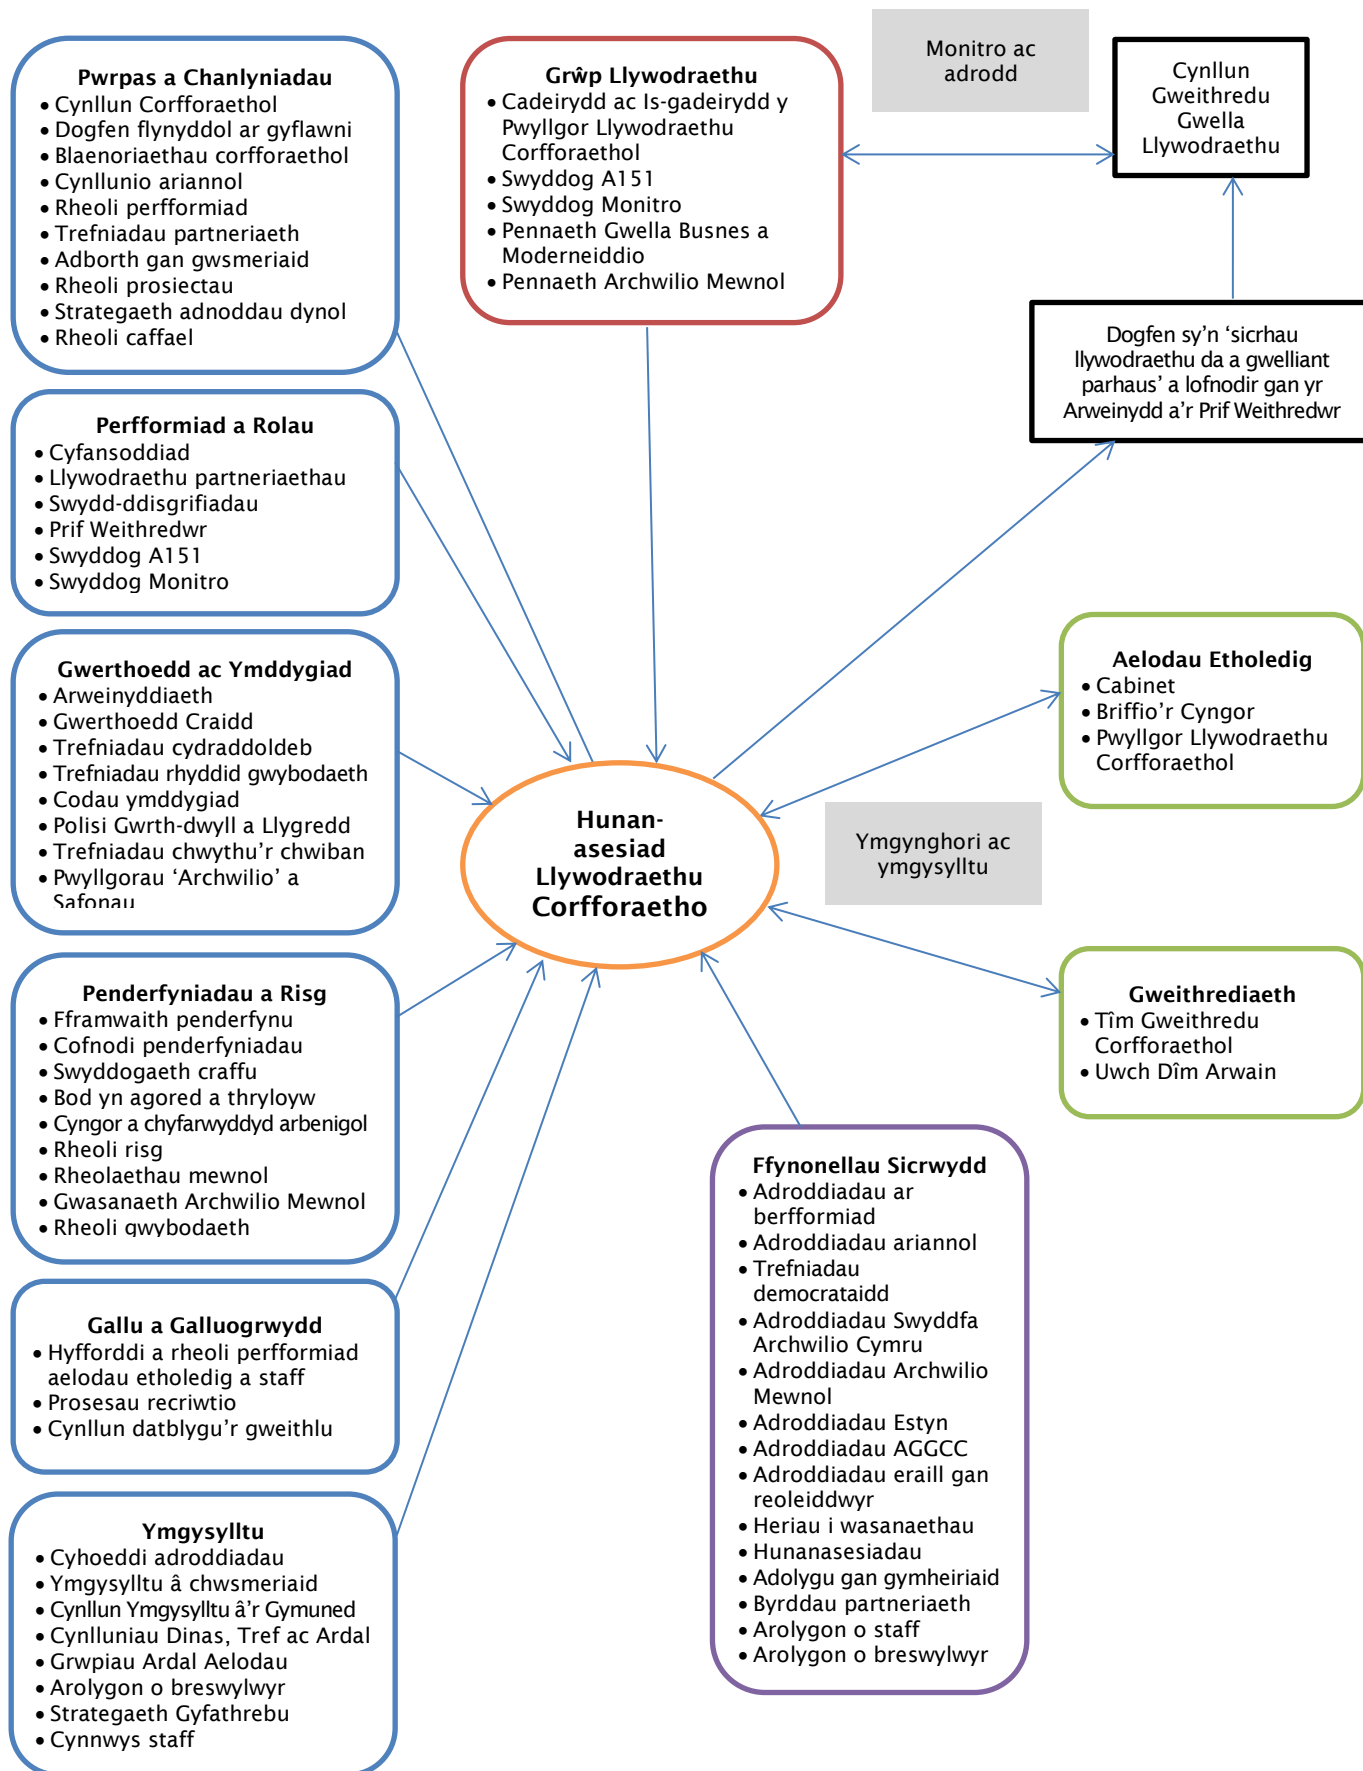 Pwrpas a Chanlyniadau
• Cynllun Corfforaethol
• Dogfen flynyddol ar gyflawni
• Blaenoriaethau corfforaethol
• Cynllunio ariannol
• Rheoli perfformiad
• Trefniadau partneriaeth
• Adborth gan gwsmeriaid
• Rheoli prosiectau
• Strategaeth adnoddau dynol
• Rheoli caffael
Perfformiad a Rolau
• Cyfansoddiad
• Llywodraethu partneriaethau
• Swydd-ddisgrifiadau
• Prif Weithredwr
• Swyddog A151
• Swyddog Monitro
Gwerthoedd ac Ymddygiad
• Arweinyddiaeth
• Gwerthoedd Craidd
• Trefniadau cydraddoldeb
• Trefniadau rhyddid gwybodaeth
• Codau ymddygiad
• Polisi Gwrth-dwyll a Llygredd
• Trefniadau chwythu’r chwiban
• Pwyllgorau ‘Archwilio’ a
Safonau
Penderfyniadau a Risg
• Fframwaith penderfynu
• Cofnodi penderfyniadau
• Swyddogaeth craffu
• Bod yn agored a thryloyw
• Cyngor a chyfarwyddyd arbenigol
• Rheoli risg
• Rheolaethau mewnol
• Gwasanaeth Archwilio Mewnol
• Rheoli gwybodaeth
Gallu a Galluogrwydd
• Hyfforddi a rheoli perfformiad
aelodau etholedig a staff
• Prosesau recriwtio
• Cynllun datblygu’r gweithlu
Ymgysylltu
• Cyhoeddi adroddiadau
• Ymgysylltu â chwsmeriaid
• Cynllun Ymgysylltu â’r Gymuned
• Cynlluniau Dinas, Tref ac Ardal
• Grwpiau Ardal Aelodau
• Arolygon o breswylwyr
• Strategaeth Gyfathrebu
• Cynnwys staff
Grŵp Llywodraethu
• Cadeirydd ac Is-gadeirydd y
Pwyllgor Llywodraethu
Corfforaethol
• Swyddog A151
• Swyddog Monitro
• Pennaeth Gwella Busnes a
Moderneiddio
• Pennaeth Archwilio Mewnol
Monitro ac
adrodd
Cynllun
Gweithredu
Gwella
Llywodraethu
Dogfen sy’n ‘sicrhau
llywodraethu da a gwelliant
parhaus’ a lofnodir gan yr
Arweinydd a’r Prif Weithredwr
Hunan-
asesiad
Llywodraethu
Corfforaetho
Aelodau Etholedig
• Cabinet
• Briffio’r Cyngor
• Pwyllgor Llywodraethu
Corfforaethol
Ymgynghori ac
ymgysylltu
Gweithrediaeth
• Tîm Gweithredu
Corfforaethol
• Uwch Dîm Arwain
Ffynonellau Sicrwydd
• Adroddiadau ar
berfformiad
• Adroddiadau ariannol
• Trefniadau
democrataidd
• Adroddiadau Swyddfa
Archwilio Cymru
• Adroddiadau Archwilio
Mewnol
• Adroddiadau Estyn
• Adroddiadau AGGCC
• Adroddiadau eraill gan
reoleiddwyr
• Heriau i wasanaethau
• Hunanasesiadau
• Adolygu gan gymheiriaid
• Byrddau partneriaeth
• Arolygon o staff
• Arolygon o breswylwyr